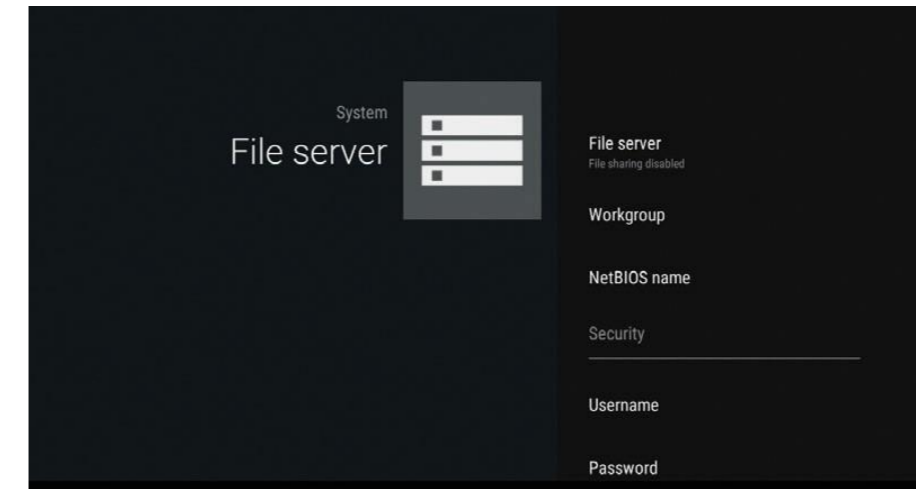 System
File server
File server
File sharing disabled
Workgroup
NetBIOS name
Security
Username
Password